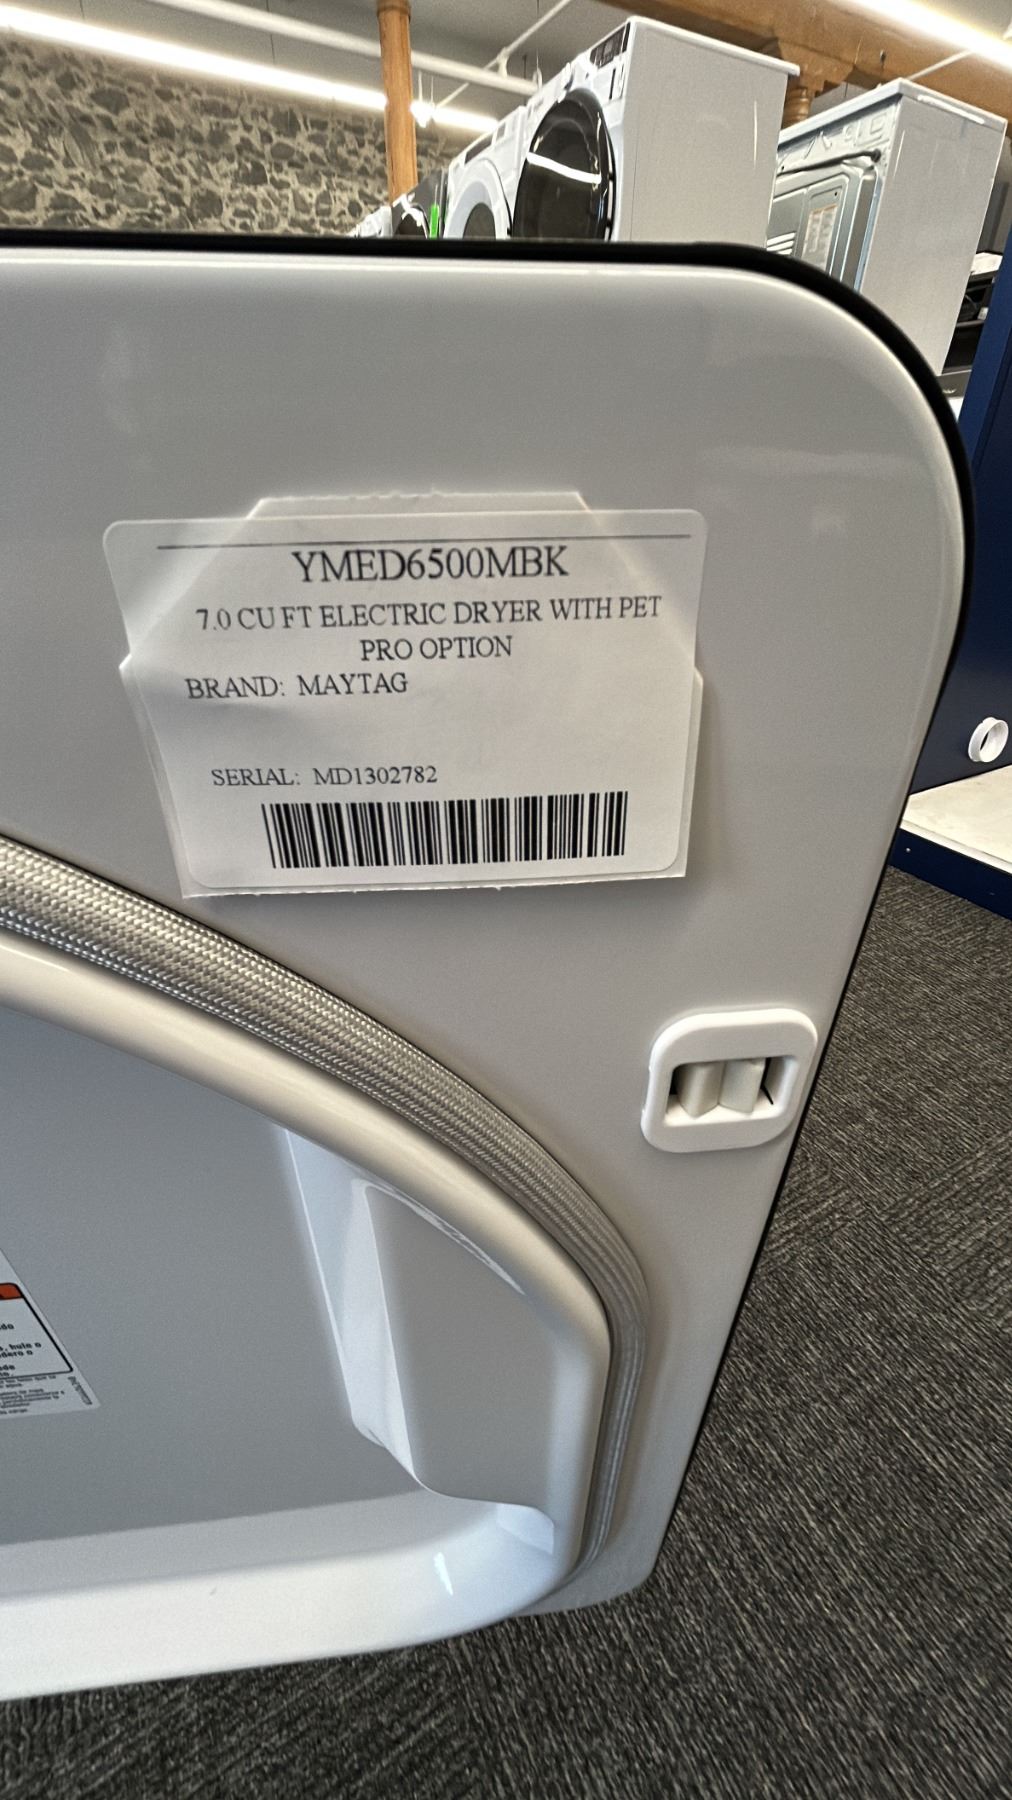 YMED6500MBK
7.0 CU FT ELECTRIC DRYER WITH PET
PRO OPTION
BRAND: MAYTAG
SERIAL: MD1302782